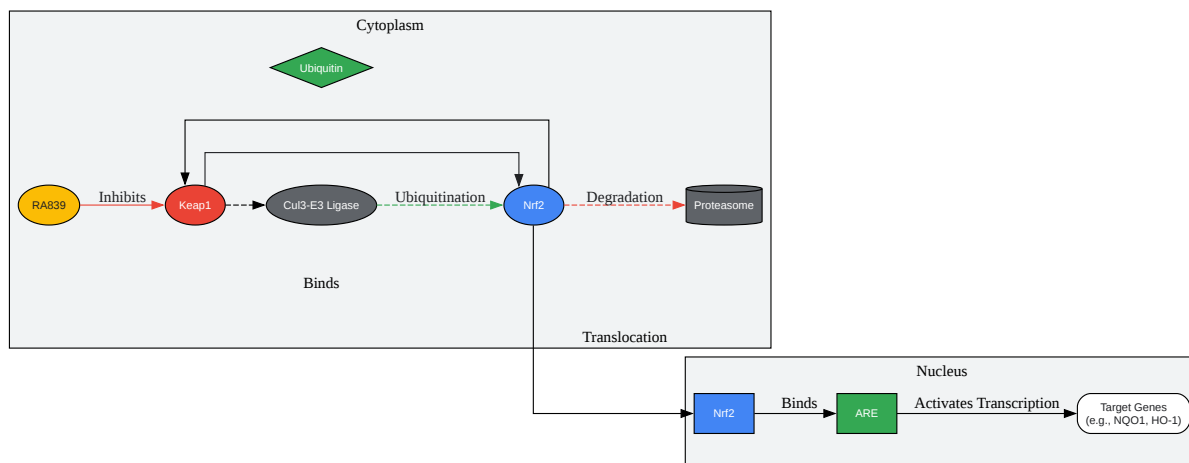 Cytoplasm
Ubiquitin
RA839
Inhibits
Keap1
Cul3-E3 Ligase
Ubiquitination
Nrf2
Degradation
Proteasome
Binds
Translocation
Nucleus
Nrf2
Binds
ARE
Activates Transcription
Target Genes
(e.g., NQO1, HO-1)